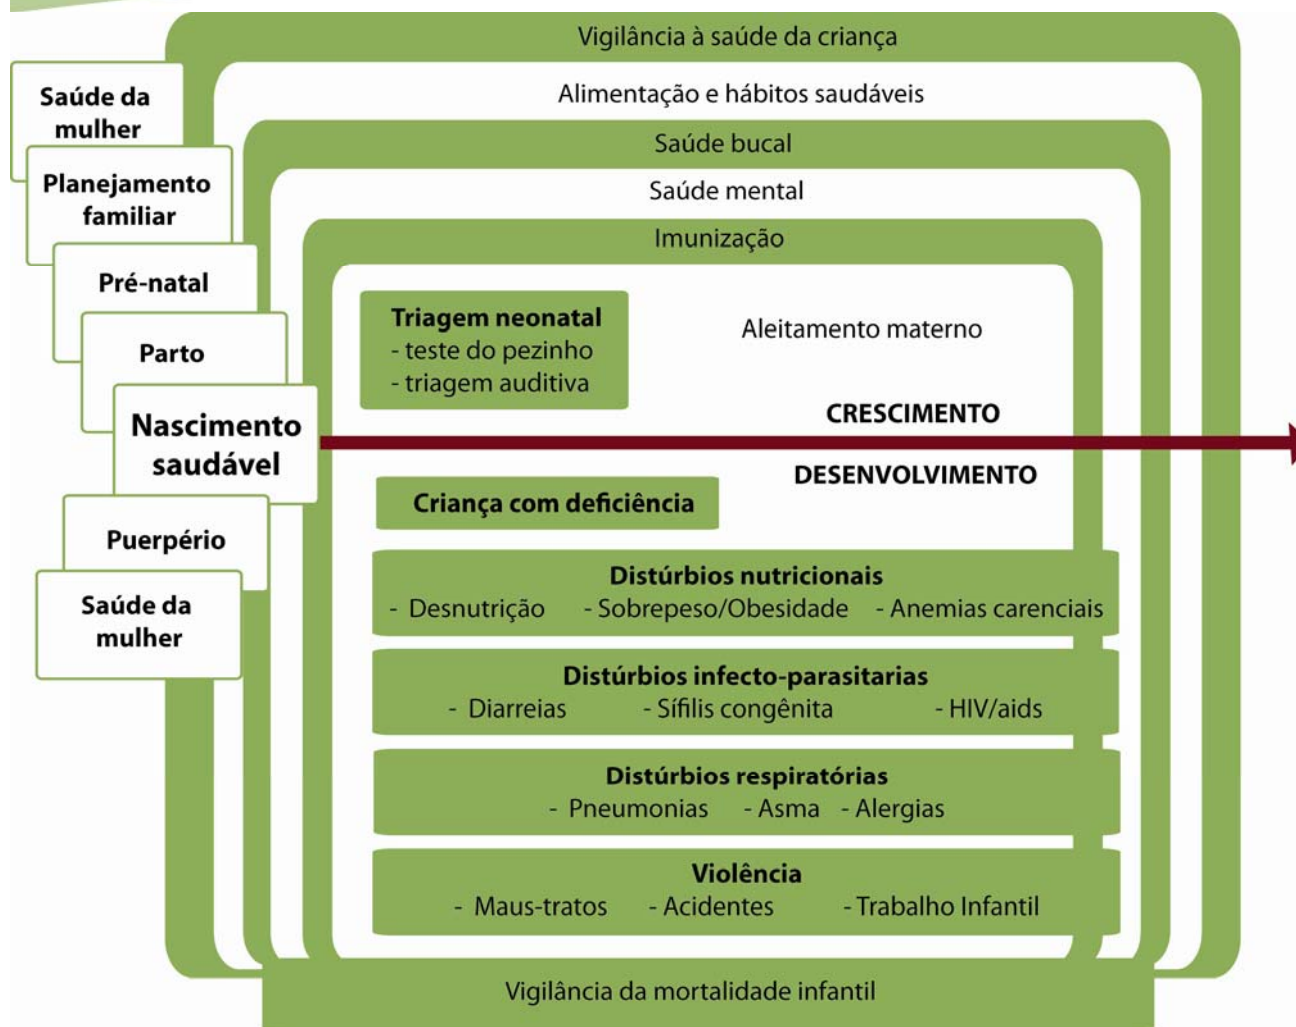 Vigilância à saúde da criança
Alimentação e hábitos saudáveis
Saúde bucal
Saúde mental
Imunização
Saúde da
mulher
Planejamento
familiar
Pré-natal
Parto
Nascimento
saudável
Puerpério
Saúde da
mulher
Triagem neonatal
- teste do pezinho
- triagem auditiva
Aleitamento materno
CRESCIMENTO
DESENVOLVIMENTO
Criança com deficiência
Distúrbios nutricionais
- Desnutrição - Sobrepeso/Obesidade - Anemias carenciais
Distúrbios infecto-parasitarias
- Diarreias - Sífilis congênita - HIV/aids
Distúrbios respiratórias
- Pneumonias - Asma - Alergias
Violência
- Maus-tratos - Acidentes - Trabalho Infantil
Vigilância da mortalidade infantil